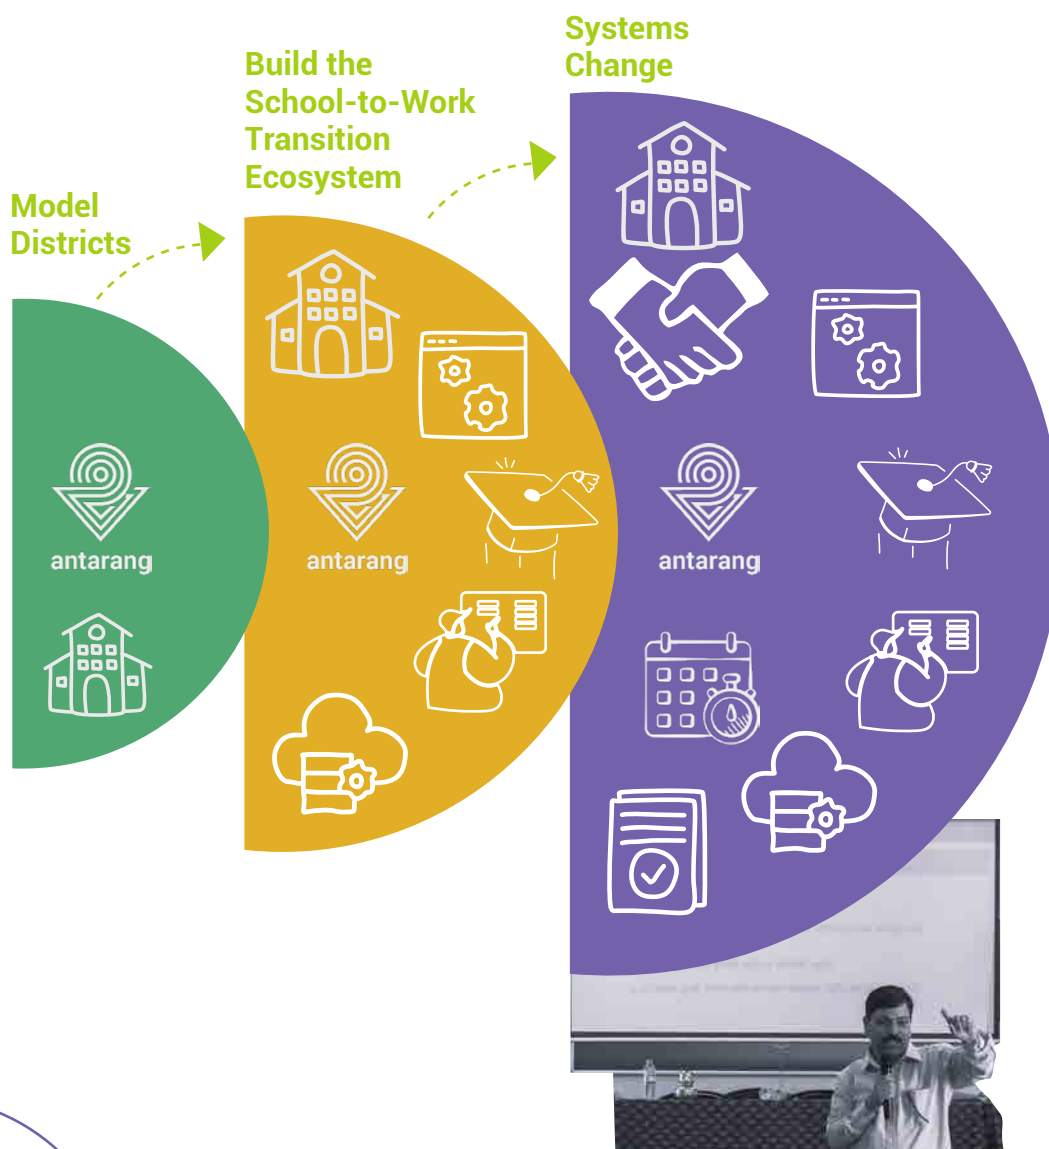 Systems
Change
Build the
School-to-Work
Transition
Ecosystem
Model
Districts
antarang
antarang
antarang